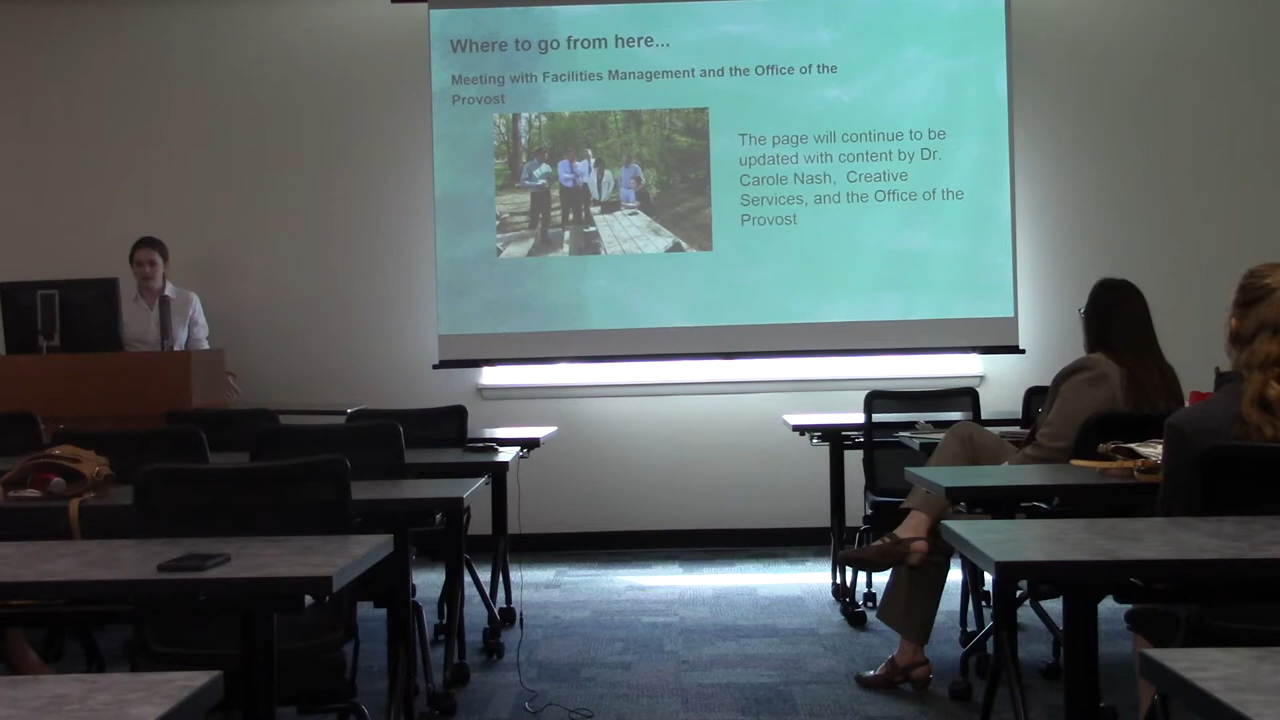 Where to go from here...
Meeting with Facilities Management and the Office of the
Provost
The page will continue to be
updated with content by Dr.
Carole Nash, Creative
Services, and the Office of the
Provost